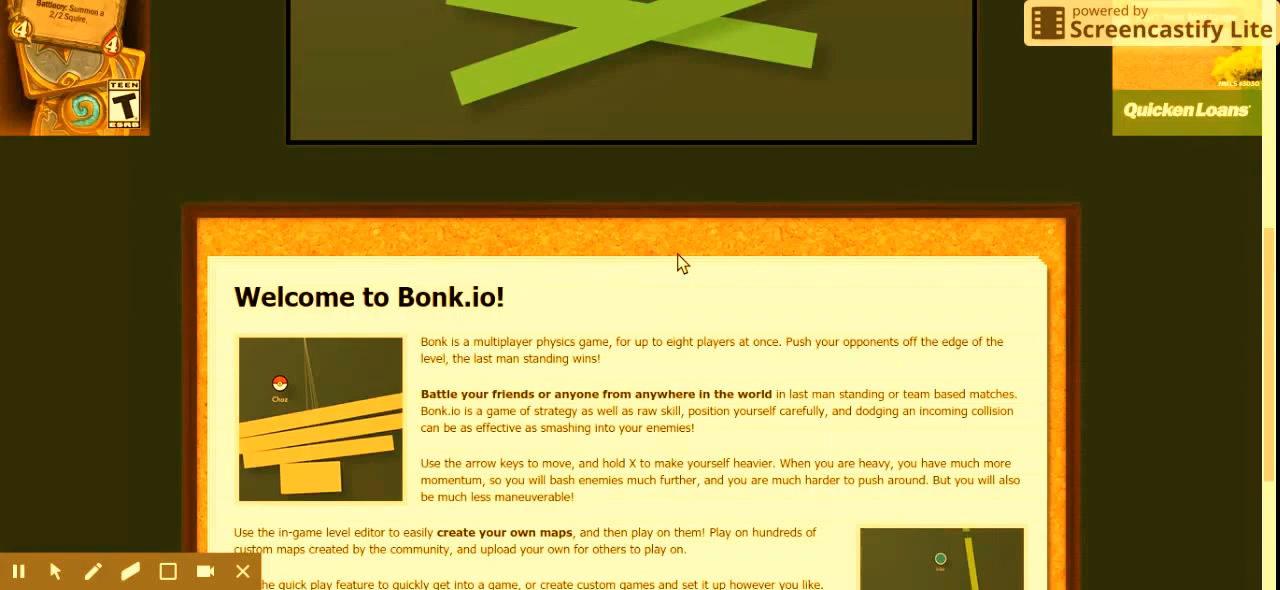 Battlecry: Summon a
2/2 Squire.
4
4
TEEN
T
ESRB
powered by
Screencastify Lite
Quicken Loans
Welcome to Bonk.io!
Bonk is a multiplayer physics game, for up to eight players at once. Push your opponents off the edge of the
level, the last man standing wins!
Battle your friends or anyone from anywhere in the world in last man standing or team based matches.
Bonk.io is a game of strategy as well as raw skill, position yourself carefully, and dodging an incoming collision
can be as effective as smashing into your enemies!
Chaz
Use the arrow keys to move, and hold X to make yourself heavier. When you are heavy, you have much more
momentum, so you will bash enemies much further, and you are much harder to push around. But you will also
be much less maneuverable!
Use the in-game level editor to easily create your own maps, and then play on them! Play on hundreds of
custom maps created by the community, and upload your own for others to play on.
the quick play feature to quickly get into a game, or create custom games and set it up however you like.